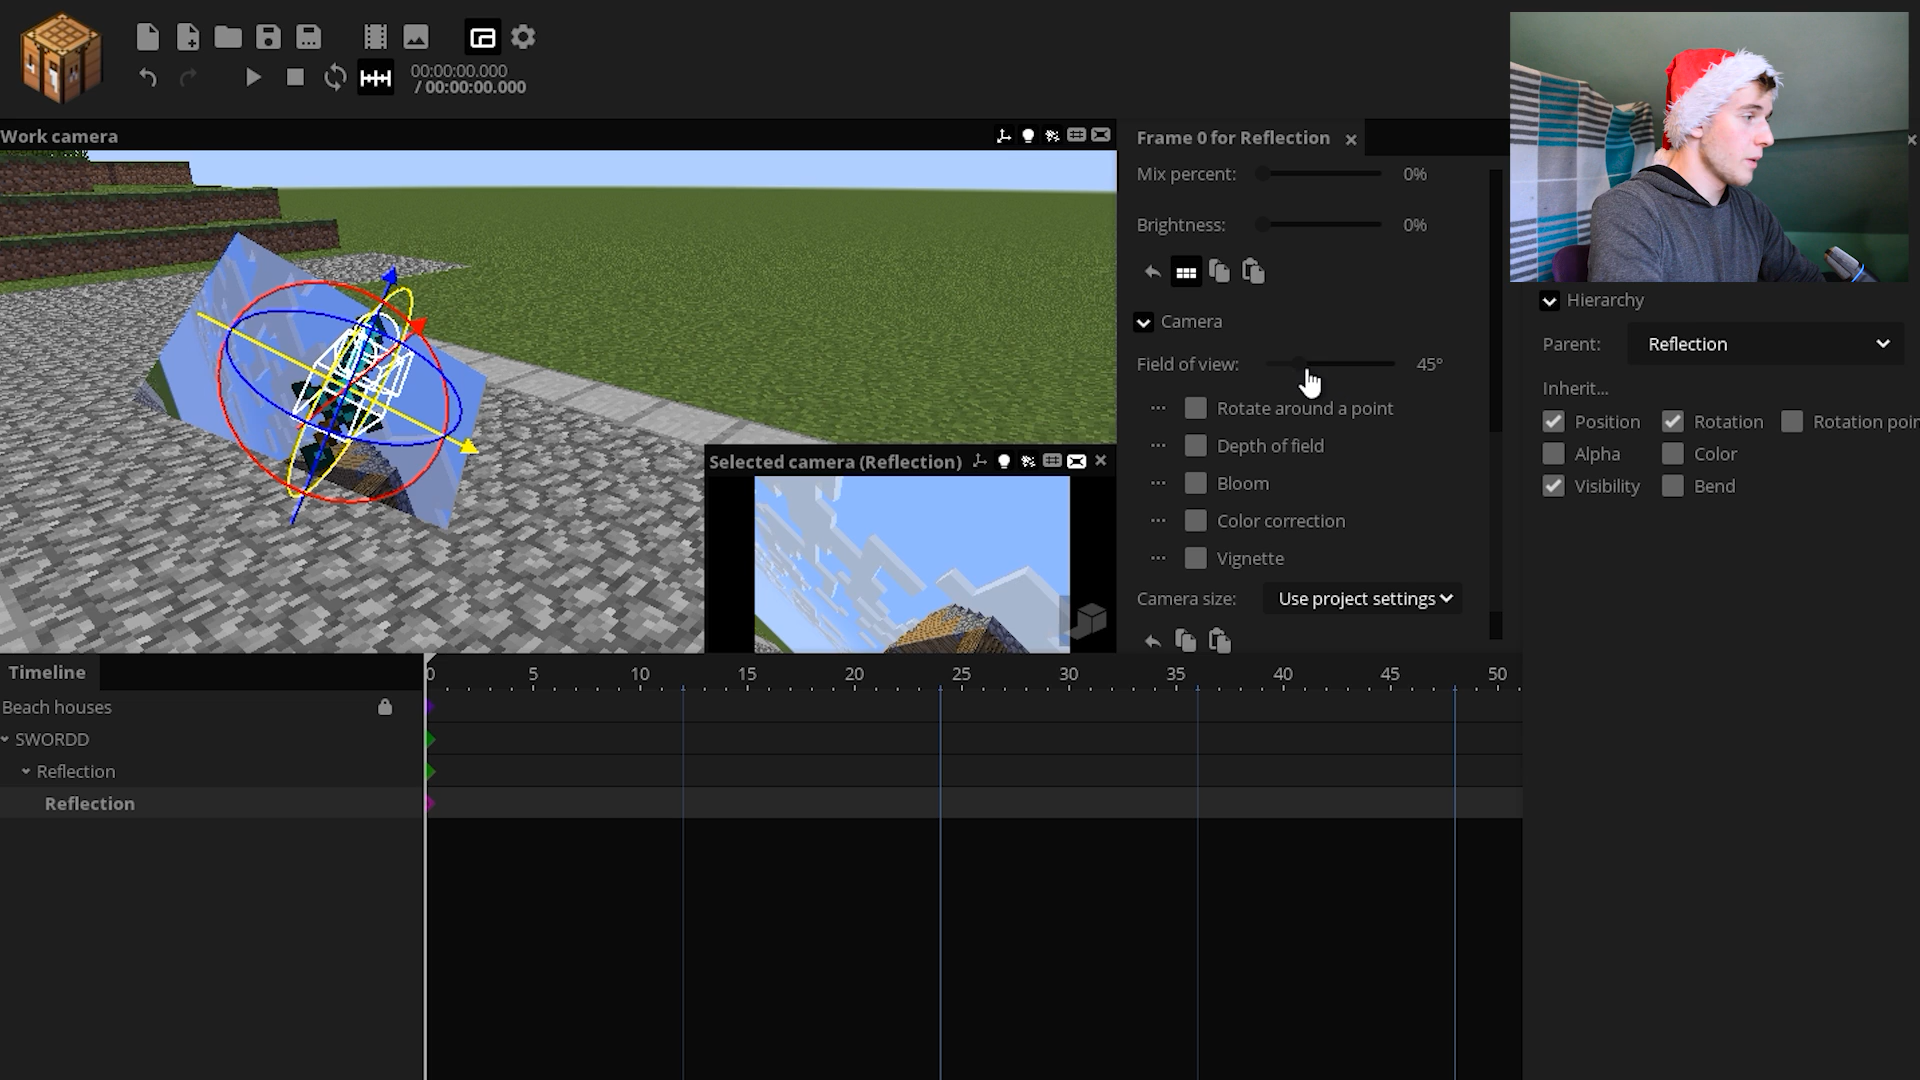 00:00:00.000
/ 00:00:00.000
Work camera
Frame 0 for Reflection
Mix percent: 0%
Brightness: 0%
Camera
Field of view: 45°
Rotate around a point
Depth of field
Bloom
Color correction
Vignette
Camera size: Use project settings
Hierarchy
Parent: Reflection
Inherit...
Position Rotation Rotation poin
Alpha Color
Visibility Bend
Selected camera (Reflection)
Timeline
0 5 10 15 20 25 30 35 40 45 50
Beach houses
SWORDD
Reflection
Reflection